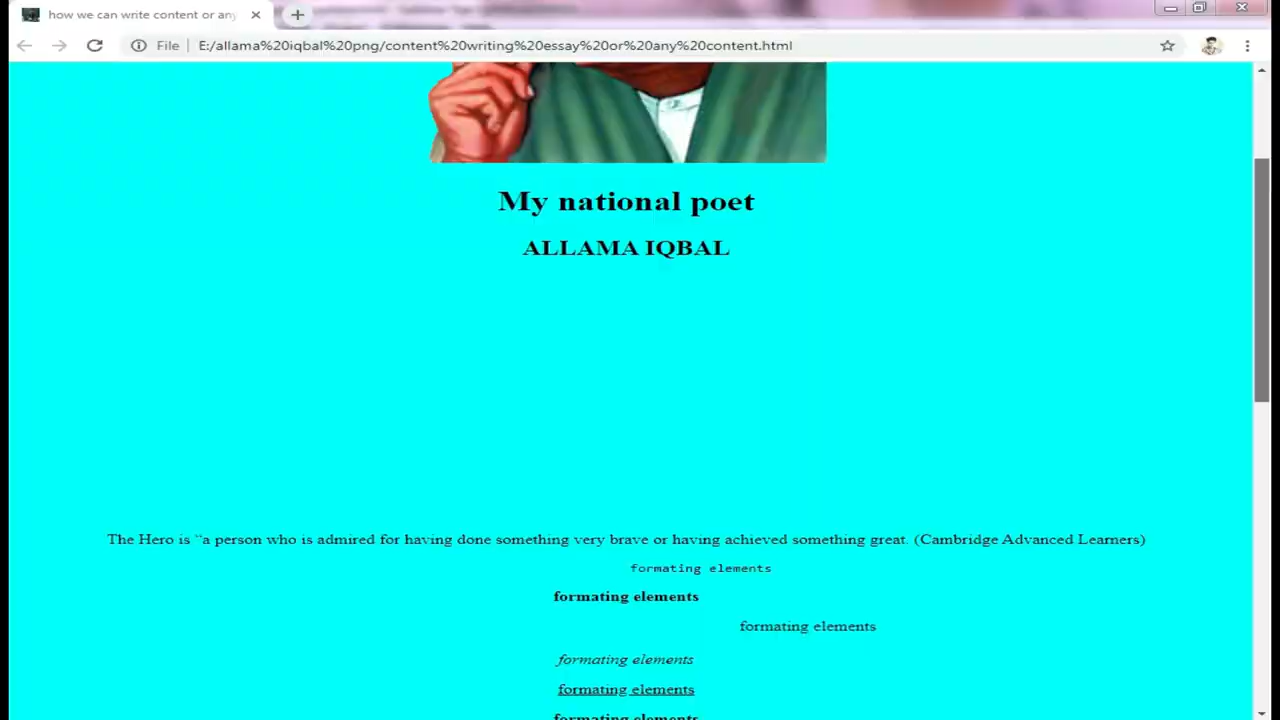 how we can write content or any
File
E:/allama%20iqbal%20png/content%20writing%20essay%20or%20any%20content.html
My national poet
ALLAMA IQBAL
The Hero is “a person who is admired for having done something very brave or having achieved something great. (Cambridge Advanced Learners)
formating elements
formating elements
formating elements
formating elements
formating elements
formating elements